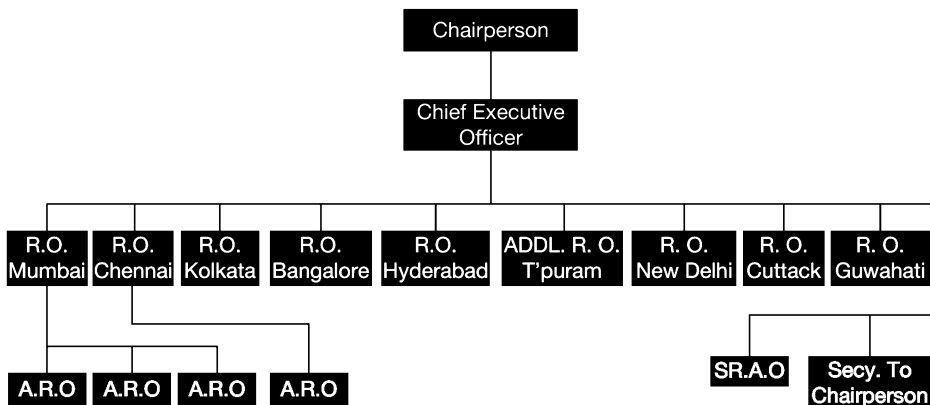 Chairperson
Chief Executive
Officer
R.O.
Mumbai
R.O.
Chennai
R.O.
Kolkata
R.O.
Bangalore
R.O.
Hyderabad
ADDL. R. O.
T'puram
R. O.
New Delhi
R. O.
Cuttack
R. O.
Guwahati
A.R.O
A.R.O
A.R.O
A.R.O
SR.A.O
Secy. To
Chairperson